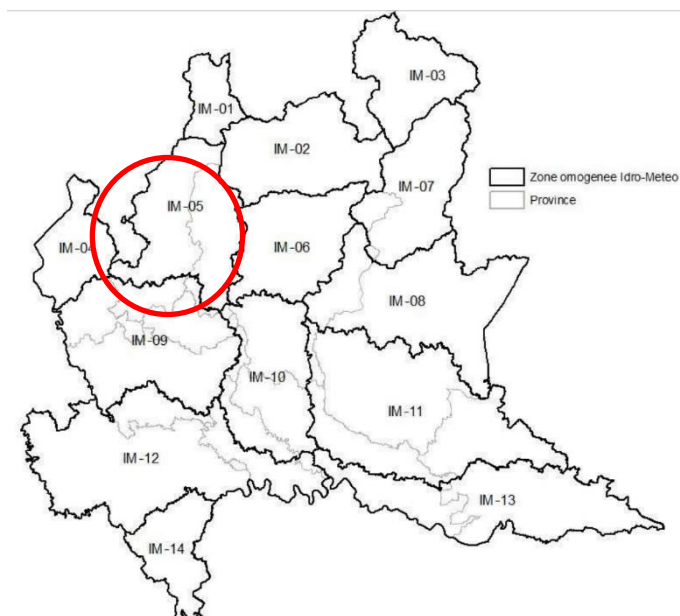 IM-03
IM-01
IM-02
Zone omogenee Idro-Meteo
IM-07
Province
IM-05
IM-04
IM-06
IM-08
IM-09
IM-10
IM-11
IM-12
IM-13
IM-14